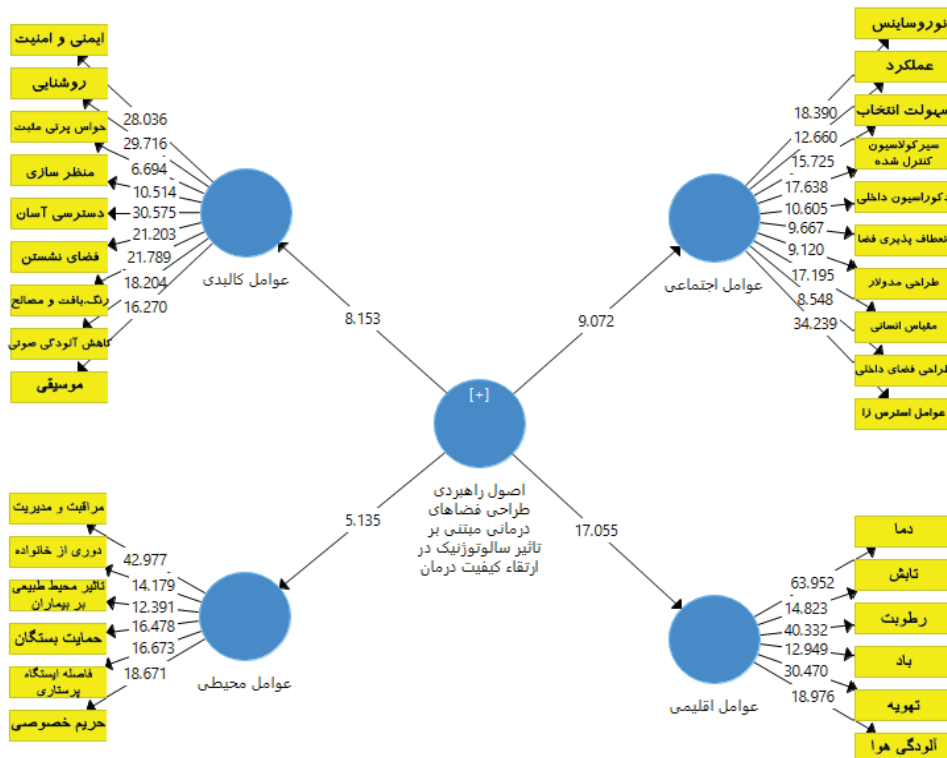 ایمنی و امنیت
روشنایی
حواس پرتی مثبت
منظر سازی
دسترسی آسان
فضای نشستن
رنگ،بافت و مصالح
کاهش آلودگی صوتی
موسیقی
28.036
29.716
6.694
10.514
30.575
21.203
21.789
18.204
16.270
عوامل کالبدی
نوروساینس
عملکرد
سهولت انتخاب
سیرکولاسیون
کنترل شده
دکوراسیون داخلی
انعطاف پذیری فضا
طراحی مدولار
مقیاس انسانی
طراحی فضای داخلی
عوامل استرس زا
18.390
12.660
15.725
17.638
10.605
9.667
9.120
17.195
8.548
34.239
عوامل اجتماعی
8.153
9.072
[+]
اصول راهبردی
طراحی فضاهای
درمانی مبتنی بر
تاثیر سالوتوژنیک در
ارتقاء کیفیت درمان
5.135
17.055
مراقبت و مدیریت
دوری از خانواده
تاثیر محیط طبیعی
بر بیماران
حمایت بستگان
فاصله ایستگاه
پرستاری
حریم خصوصی
42.977
14.179
12.391
16.478
16.673
18.671
عوامل محیطی
دما
تابش
رطوبت
باد
تهویه
آلودگی هوا
63.952
14.823
40.332
12.949
30.470
18.976
عوامل اقلیمی